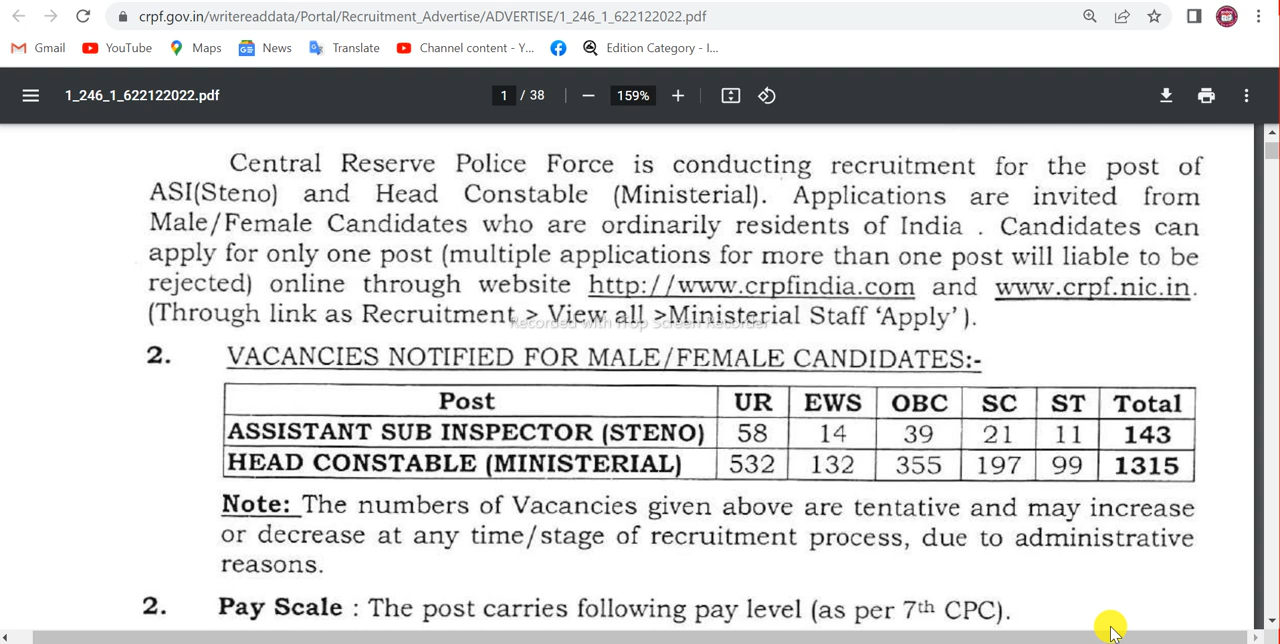 crpf.gov.in/writereaddata/Portal/Recruitment_Advertise/ADVERTISE/1_246_1_622122022.pdf
Gmail YouTube Maps News Translate Channel content - Y... Edition Category - I...
1_246_1_622122022.pdf 1 / 38 159%
Central Reserve Police Force is conducting recruitment for the post of
ASI(Steno) and Head Constable (Ministerial). Applications are invited from
Male/Female Candidates who are ordinarily residents of India . Candidates can
apply for only one post (multiple applications for more than one post will liable to be
rejected) online through website http://www.crpfindia.com and www.crpf.nic.in.
(Through link as Recruitment > View all >Ministerial Staff 'Apply' ).
Recorded with iTop Screen Recorder
2. VACANCIES NOTIFIED FOR MALE/FEMALE CANDIDATES:-
Post UR EWS OBC SC ST Total
ASSISTANT SUB INSPECTOR (STENO) 58 14 39 21 11 143
HEAD CONSTABLE (MINISTERIAL) 532 132 355 197 99 1315
Note: The numbers of Vacancies given above are tentative and may increase
or decrease at any time/stage of recruitment process, due to administrative
reasons.
2. Pay Scale : The post carries following pay level (as per 7th CPC).